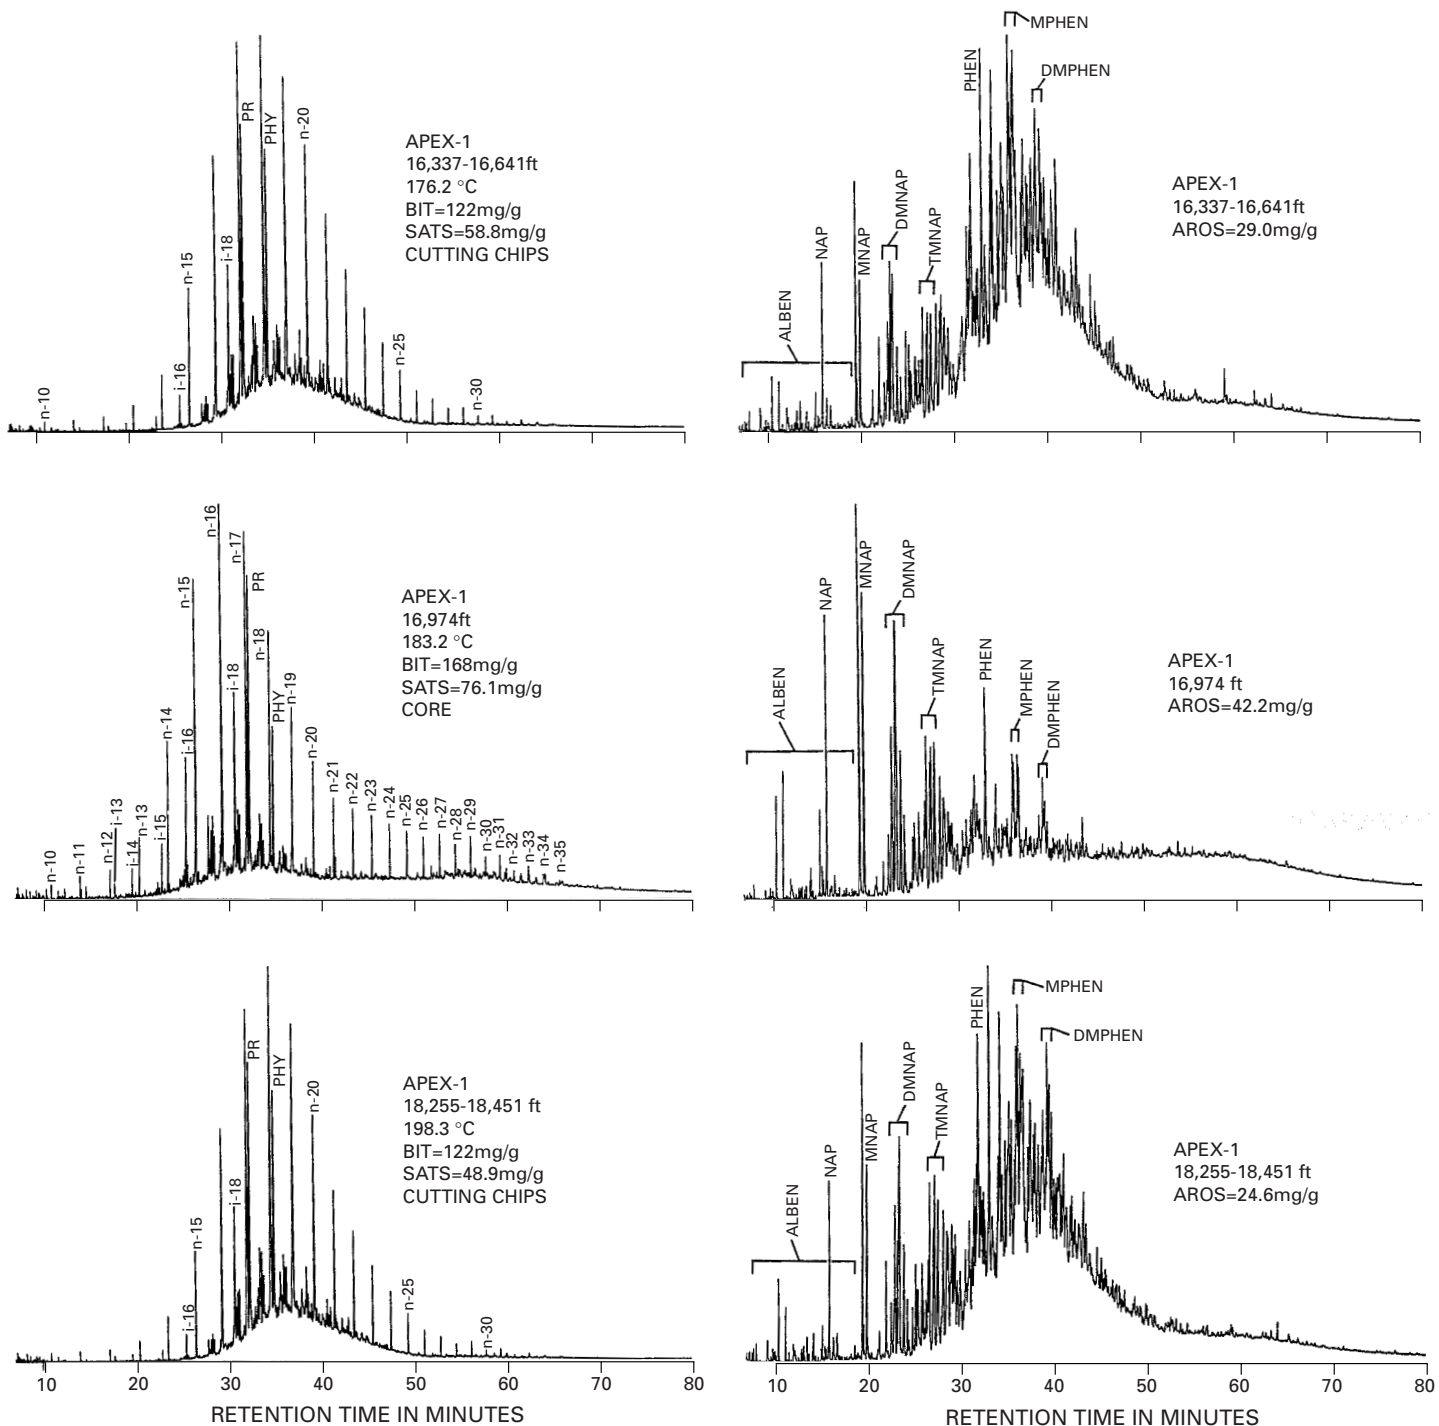 n-10
n-15
i-16
i-18
PR
PHY
n-20
n-25
n-30
APEX-1
16,337-16,641ft
176.2 °C
BIT=122mg/g
SATS=58.8mg/g
CUTTING CHIPS
ALBEN
NAP
MNAP
DMNAP
TMNAP
PHEN
MPHEN
DMPHEN
APEX-1
16,337-16,641ft
AROS=29.0mg/g
n-10
n-11
n-12
i-13
i-14
n-13
i-15
n-14
i-16
n-15
n-16
i-18
n-17
PR
n-18
PHY
n-19
n-20
n-21
n-22
n-23
n-24
n-25
n-26
n-27
n-28
n-29
n-30
n-31
n-32
n-33
n-34
n-35
APEX-1
16,974ft
183.2 °C
BIT=168mg/g
SATS=76.1mg/g
CORE
ALBEN
NAP
MNAP
DMNAP
TMNAP
PHEN
MPHEN
DMPHEN
APEX-1
16,974 ft
AROS=42.2mg/g
i-16
n-15
i-18
PR
PHY
n-20
n-25
n-30
APEX-1
18,255-18,451 ft
198.3 °C
BIT=122mg/g
SATS=48.9mg/g
CUTTING CHIPS
10 30 40 50 60 70 80
RETENTION TIME IN MINUTES
ALBEN
NAP
MNAP
DMNAP
TMNAP
PHEN
MPHEN
DMPHEN
APEX-1
18,255-18,451 ft
AROS=24.6mg/g
10 20 30 40 50 60 70 80
RETENTION TIME IN MINUTES